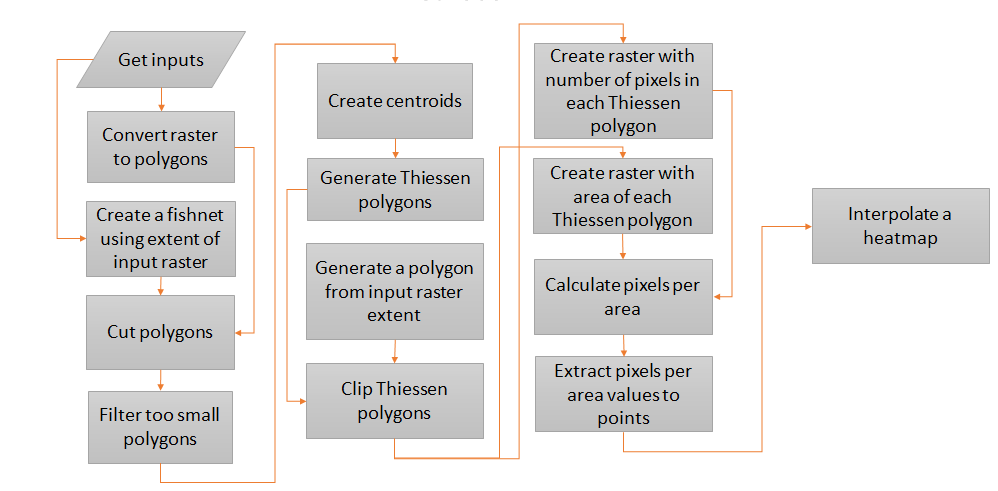 Get inputs
Convert raster
to polygons
Create a fishnet
using extent of
input raster
Cut polygons
Filter too small
polygons
Create centroids
Generate Thiessen
polygons
Generate a polygon
from input raster
extent
Clip Thiessen
polygons
Create raster with
number of pixels in
each Thiessen
polygon
Create raster with
area of each
Thiessen polygon
Calculate pixels per
area
Extract pixels per
area values to
points
Interpolate a
heatmap